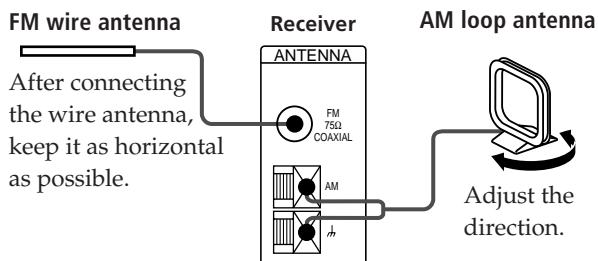 FM wire antenna
After connecting
the wire antenna,
keep it as horizontal
as possible.
Receiver
ANTENNA
FM
75Ω
COAXIAL
AM
AM loop antenna
Adjust the
direction.